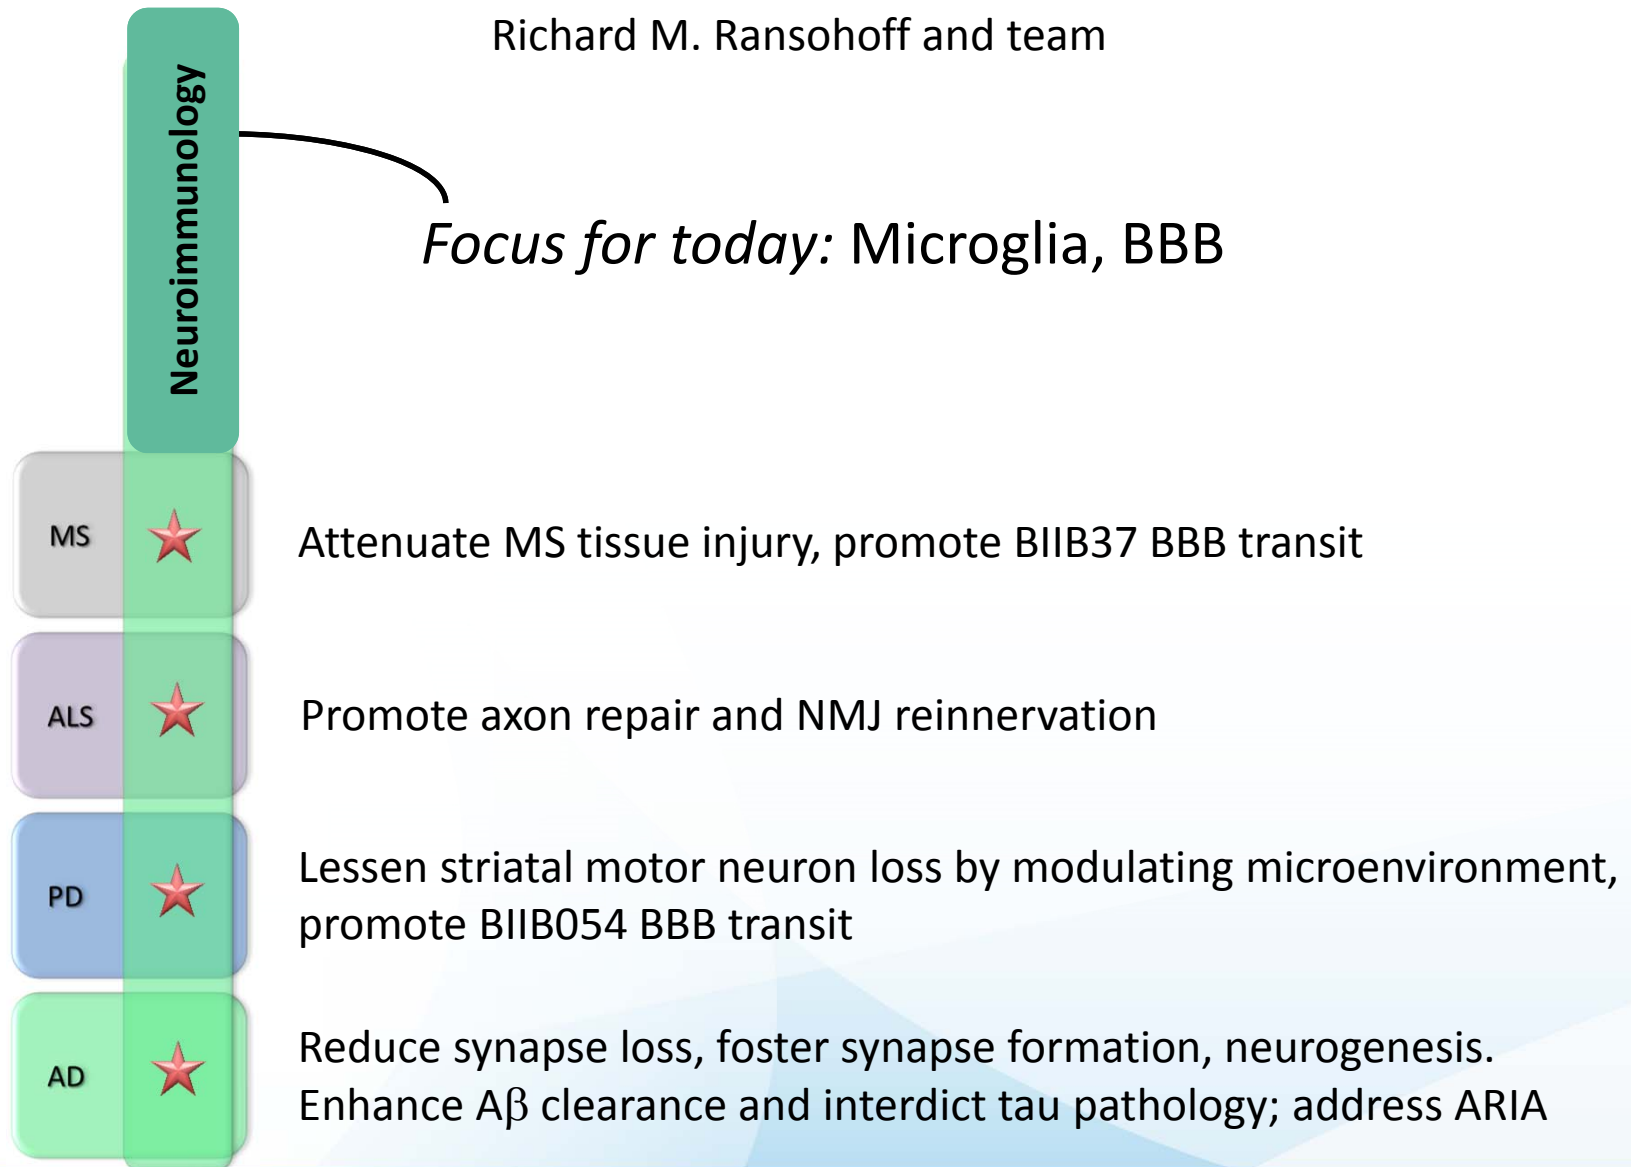 Richard M. Ransohoff and team
Neuroimmunology
Focus for today: Microglia, BBB
MS
Attenuate MS tissue injury, promote BIIB37 BBB transit
ALS
Promote axon repair and NMJ reinnervation
PD
Lessen striatal motor neuron loss by modulating microenvironment,
promote BIIB054 BBB transit
AD
Reduce synapse loss, foster synapse formation, neurogenesis.
Enhance Aβ clearance and interdict tau pathology; address ARIA